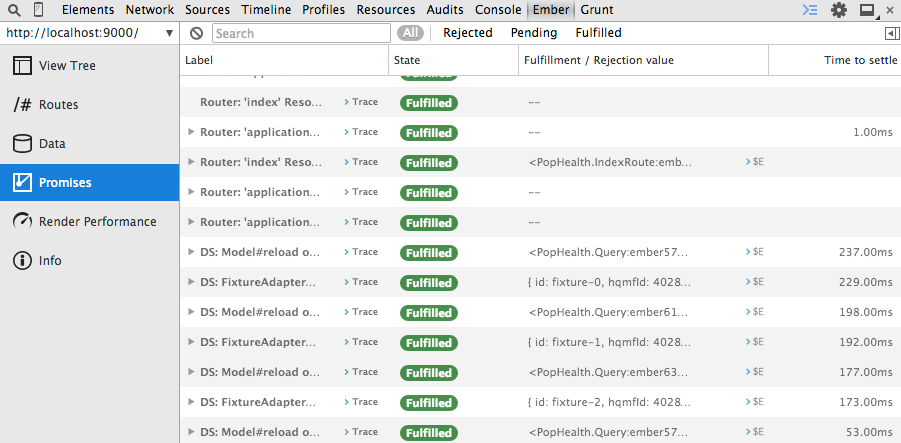 Elements Network Sources Timeline Profiles Resources Audits Console Ember Grunt
http://localhost:9000/ Search All Rejected Pending Fulfilled
View Tree
/# Routes
Data
Promises
Render Performance
Info
Label State Fulfillment / Rejection value Time to settle
Router: 'index' Reso... Trace Fulfilled --
Router: 'application... Trace Fulfilled -- 1.00ms
Router: 'index' Reso... Trace Fulfilled <PopHealth.IndexRoute:emb... $E
Router: 'application... Trace Fulfilled --
Router: 'application... Trace Fulfilled --
DS: Model#reload o... Trace Fulfilled <PopHealth.Query:ember57... $E 237.00ms
DS: FixtureAdapter... Trace Fulfilled { id: fixture-0, hqmfId: 4028... $E 229.00ms
DS: Model#reload o... Trace Fulfilled <PopHealth.Query:ember61... $E 198.00ms
DS: FixtureAdapter... Trace Fulfilled { id: fixture-1, hqmfId: 4028... $E 192.00ms
DS: Model#reload o... Trace Fulfilled <PopHealth.Query:ember63... $E 177.00ms
DS: FixtureAdapter... Trace Fulfilled { id: fixture-2, hqmfId: 4028... $E 173.00ms
DS: Model#reload o... Trace Fulfilled <PopHealth.Query:ember57... $E 53.00ms